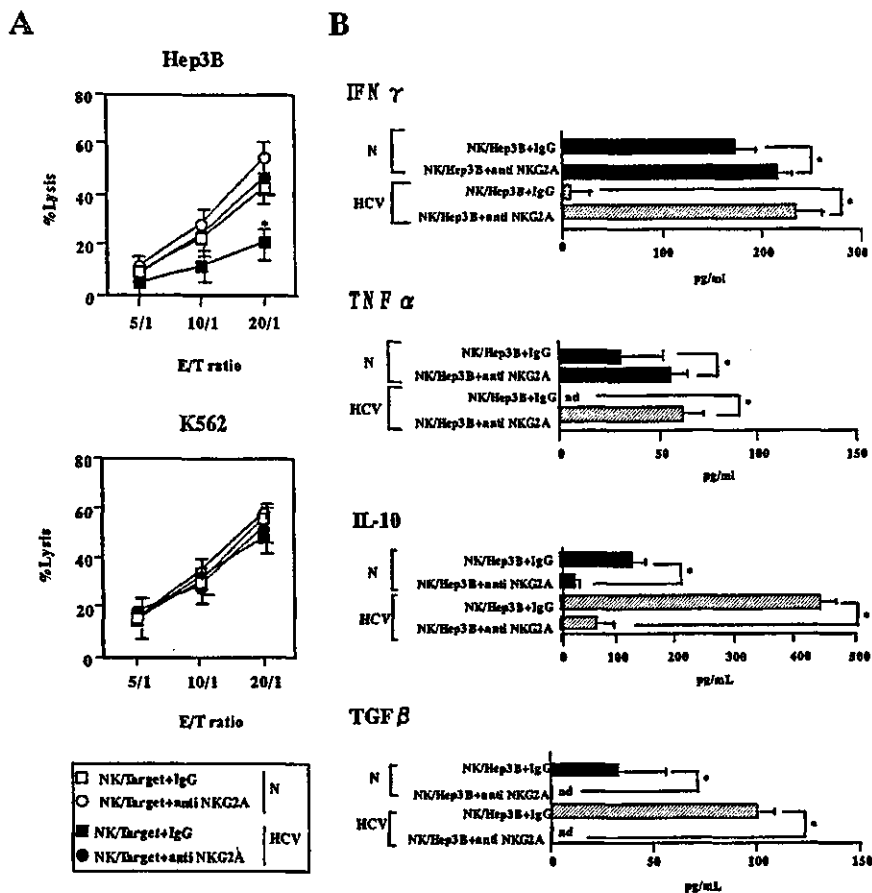 A
Hep3B
80
60
40
20
0
%Lysis
5/1 10/1 20/1
*
E/T ratio
K562
80
60
40
20
0
%Lysis
5/1 10/1 20/1
E/T ratio
NK/Target+IgG
NK/Target+anti NKG2A
N
NK/Target+IgG
NK/Target+anti NKG2A
HCV
B
IFN γ
N
NK/Hep3B+IgG
NK/Hep3B+anti NKG2A
*
HCV
NK/Hep3B+IgG
NK/Hep3B+anti NKG2A
*
0 100 200 300
pg/ml
TNF α
N
NK/Hep3B+IgG
NK/Hep3B+anti NKG2A
*
HCV
NK/Hep3B+IgG nd
NK/Hep3B+anti NKG2A
*
0 50 100 150
pg/ml
IL-10
N
NK/Hep3B+IgG
NK/Hep3B+anti NKG2A
*
HCV
NK/Hep3B+IgG
NK/Hep3B+anti NKG2A
*
0 100 200 300 400 500
pg/mL
TGF β
N
NK/Hep3B+IgG
NK/Hep3B+anti NKG2A nd
*
HCV
NK/Hep3B+IgG
NK/Hep3B+anti NKG2A nd
*
0 50 100 150
pg/mL